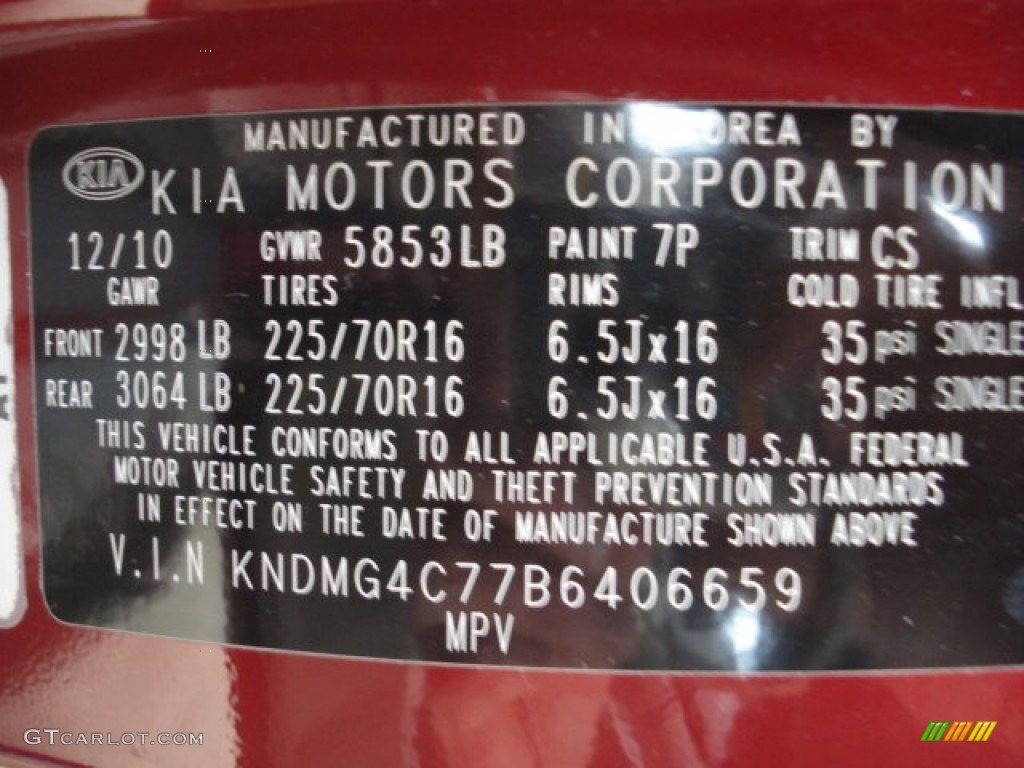 MANUFACTURED IN KOREA BY
KIA KIA MOTORS CORPORATION
12/10 GVWR 5853LB PAINT 7P TRIM CS
GAWR TIRES RIMS COLD TIRE INFL
FRONT 2998 LB 225/70R16 6.5Jx16 35 psi SINGLE
REAR 3064 LB 225/70R16 6.5Jx16 35 psi SINGLE
THIS VEHICLE CONFORMS TO ALL APPLICABLE U.S.A. FEDERAL
MOTOR VEHICLE SAFETY AND THEFT PREVENTION STANDARDS
IN EFFECT ON THE DATE OF MANUFACTURE SHOWN ABOVE
V.I.N KNDMG4C77B6406659
MPV
GTCARLOT.COM